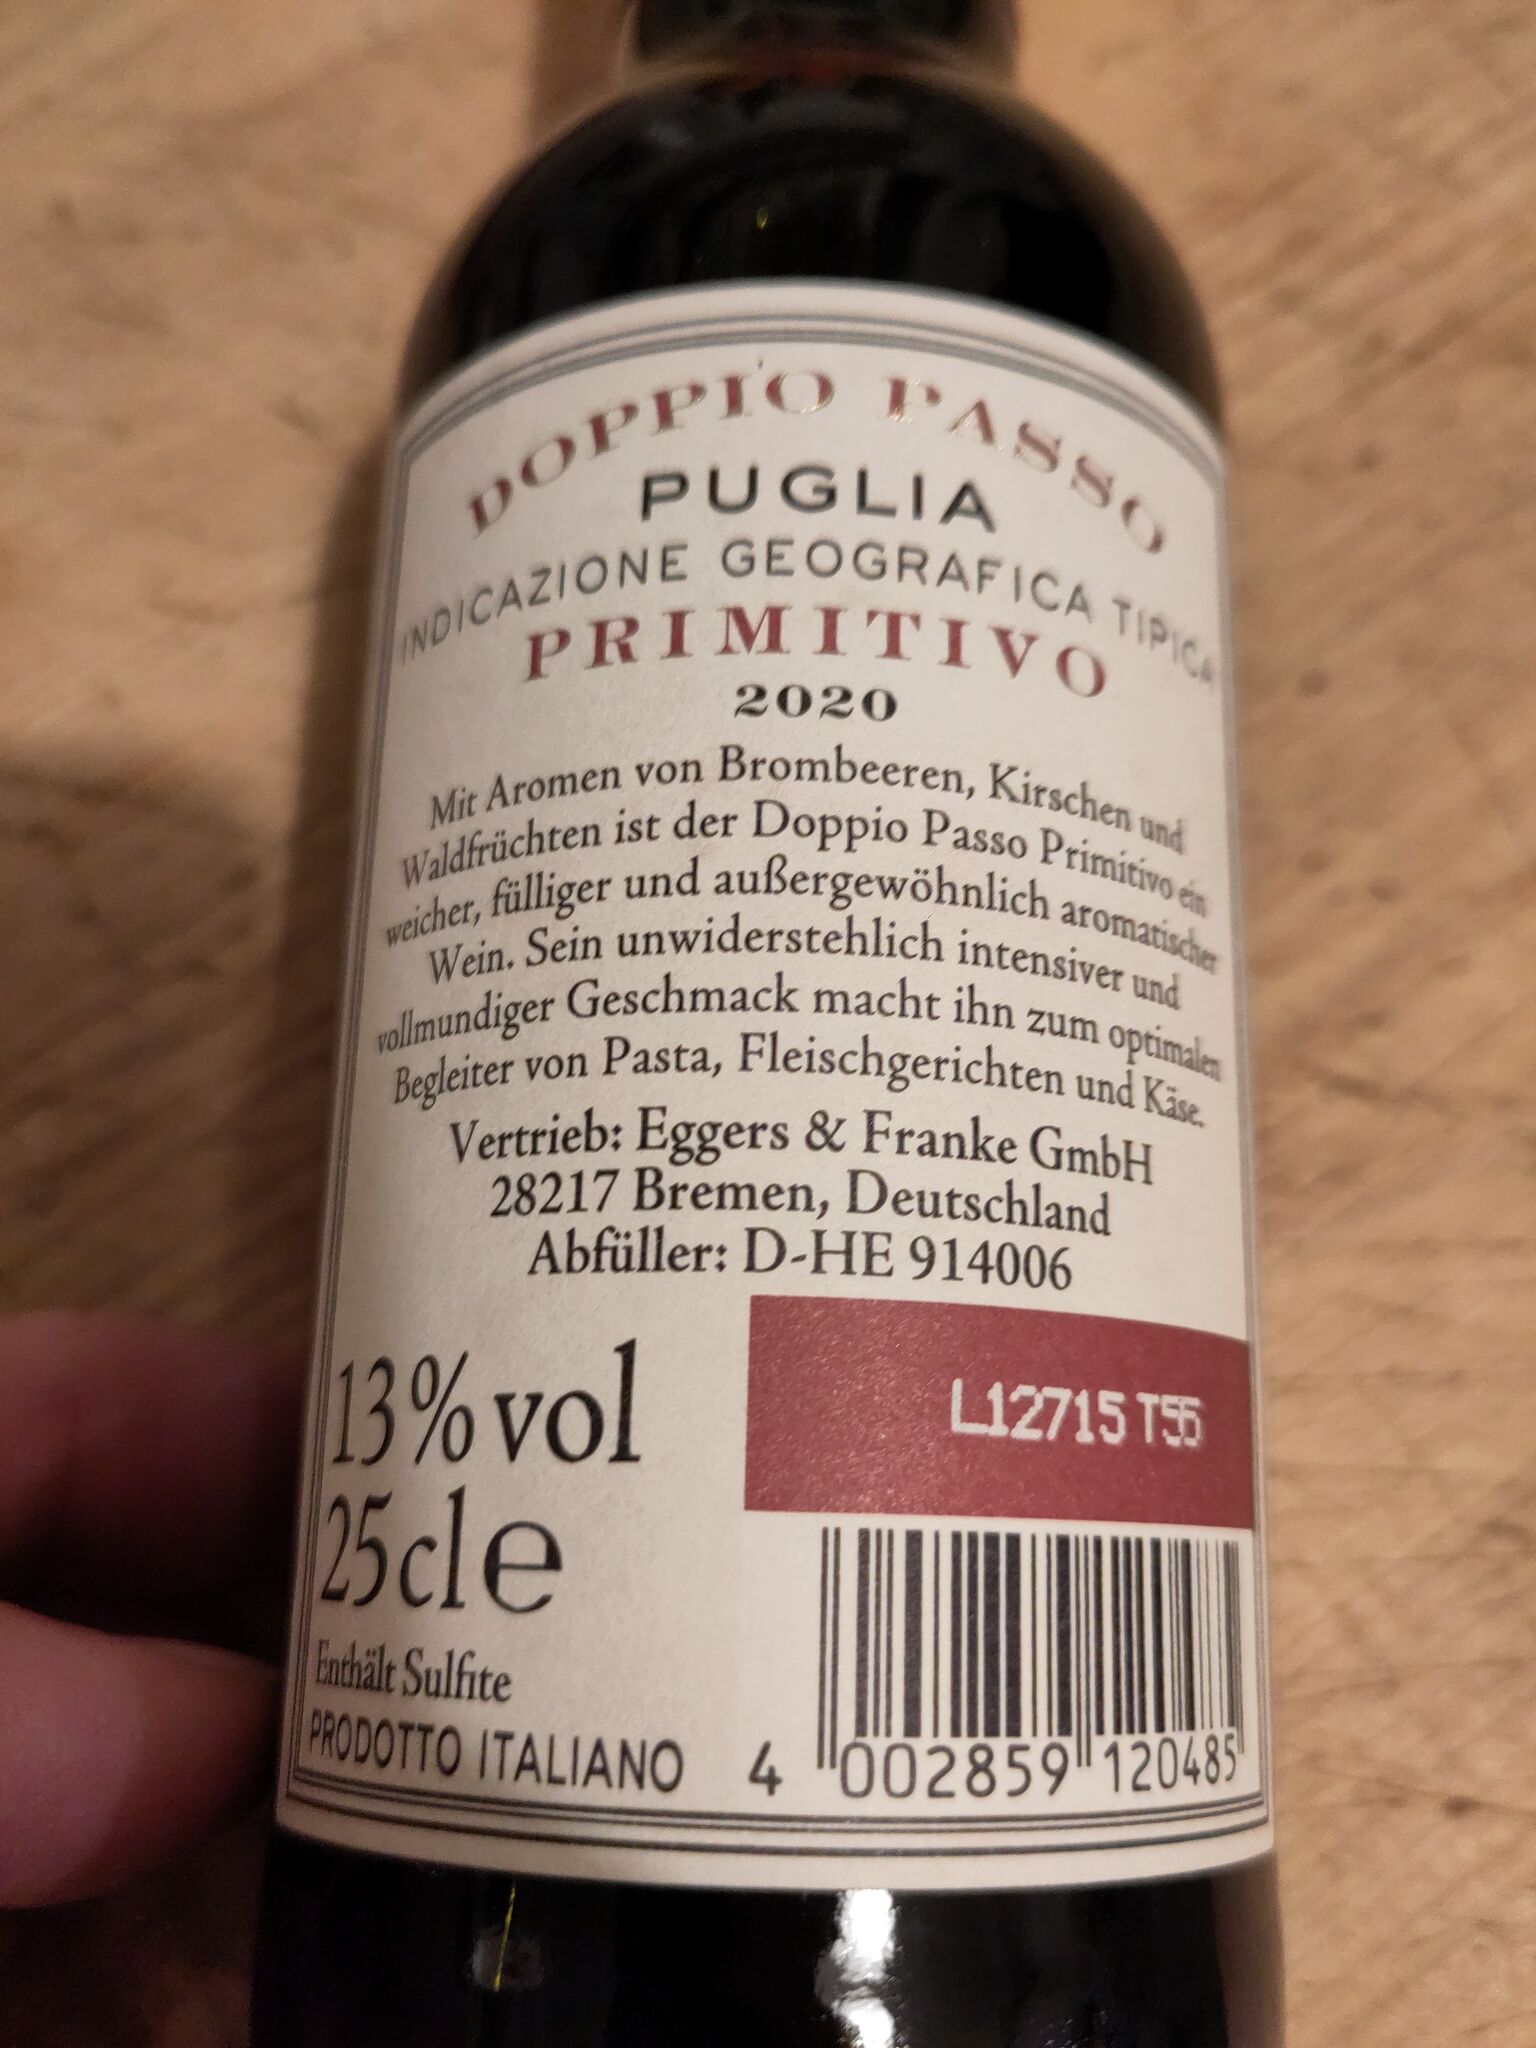 DOPPIO PASSO
PUGLIA
INDICAZIONE GEOGRAFICA TIPICA
PRIMITIVO
2020
Mit Aromen von Brombeeren, Kirschen und
Waldfrüchten ist der Doppio Passo Primitivo ein
weicher, fülliger und außergewöhnlich aromatischer
Wein. Sein unwiderstehlich intensiver und
vollmundiger Geschmack macht ihn zum optimalen
Begleiter von Pasta, Fleischgerichten und Käse.
Vertrieb: Eggers & Franke GmbH
28217 Bremen, Deutschland
Abfüller: D-HE 914006
13% vol
L12715 T55
25cl e
Enthält Sulfite
PRODOTTO ITALIANO
4 002859 120485